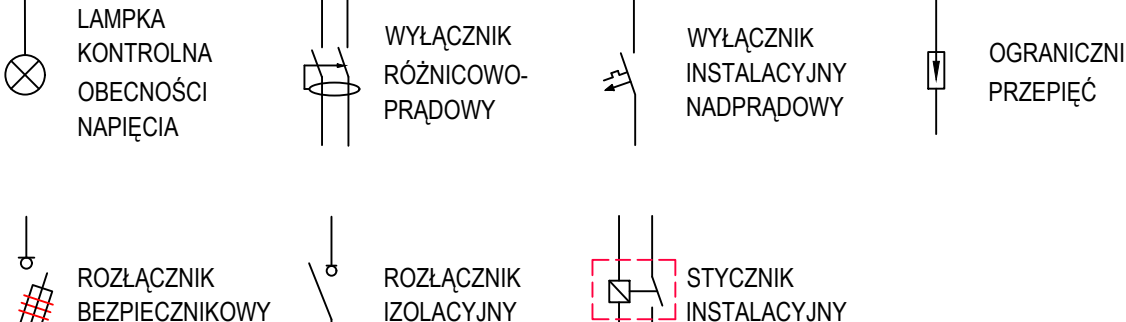 LAMPKA
KONTROLNA
OBECNOŚCI
NAPIĘCIA
WYŁĄCZNIK
RÓŻNICOWO-
PRĄDOWY
WYŁĄCZNIK
INSTALACYJNY
NADPRĄDOWY
OGRANICZNI
PRZEPIĘĆ
ROZŁĄCZNIK
BEZPIECZNIKOWY
ROZŁĄCZNIK
IZOLACYJNY
STYCZNIK
INSTALACYJNY